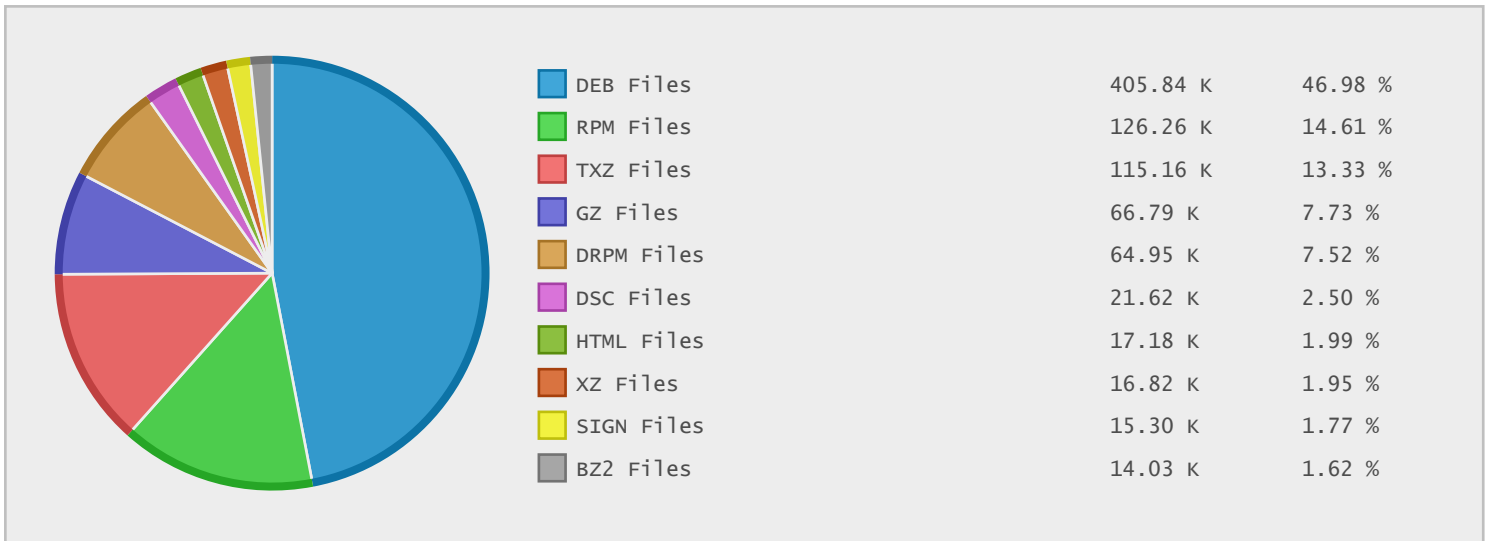 DEB Files 405.84 K 46.98 %
RPM Files 126.26 K 14.61 %
TXZ Files 115.16 K 13.33 %
GZ Files 66.79 K 7.73 %
DRPM Files 64.95 K 7.52 %
DSC Files 21.62 K 2.50 %
HTML Files 17.18 K 1.99 %
XZ Files 16.82 K 1.95 %
SIGN Files 15.30 K 1.77 %
BZ2 Files 14.03 K 1.62 %